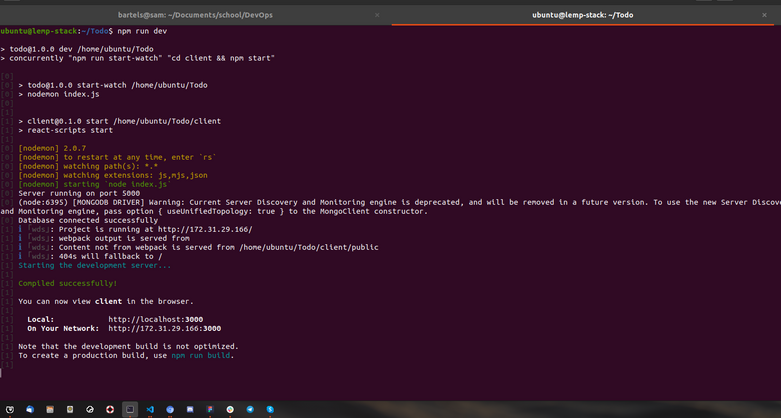 bartels@sam: ~/Documents/school/DevOps
ubuntu@lemp-stack: ~/Todo
ubuntu@lemp-stack:~/Todo$ npm run dev
> todo@1.0.0 dev /home/ubuntu/Todo
> concurrently "npm run start-watch" "cd client && npm start"
[0]
[0] > todo@1.0.0 start-watch /home/ubuntu/Todo
[0] > nodemon index.js
[0]
[1]
[1] > client@0.1.0 start /home/ubuntu/Todo/client
[1] > react-scripts start
[1]
[0] [nodemon] 2.0.7
[0] [nodemon] to restart at any time, enter `rs`
[0] [nodemon] watching path(s): *.*
[0] [nodemon] watching extensions: js,mjs,json
[0] [nodemon] starting `node index.js`
[0] Server running on port 5000
[0] (node:6395) [MONGODB DRIVER] Warning: Current Server Discovery and Monitoring engine is deprecated, and will be removed in a future version. To use the new Server Discov
and Monitoring engine, pass option { useUnifiedTopology: true } to the MongoClient constructor.
[0] Database connected successfully
[1] ℹ ｢wds｣: Project is running at http://172.31.29.166/
[1] ℹ ｢wds｣: webpack output is served from
[1] ℹ ｢wds｣: Content not from webpack is served from /home/ubuntu/Todo/client/public
[1] ℹ ｢wds｣: 404s will fallback to /
[1] Starting the development server...
[1]
[1] Compiled successfully!
[1]
[1] You can now view client in the browser.
[1]
[1] Local: http://localhost:3000
[1] On Your Network: http://172.31.29.166:3000
[1]
[1] Note that the development build is not optimized.
[1] To create a production build, use npm run build.
[1]